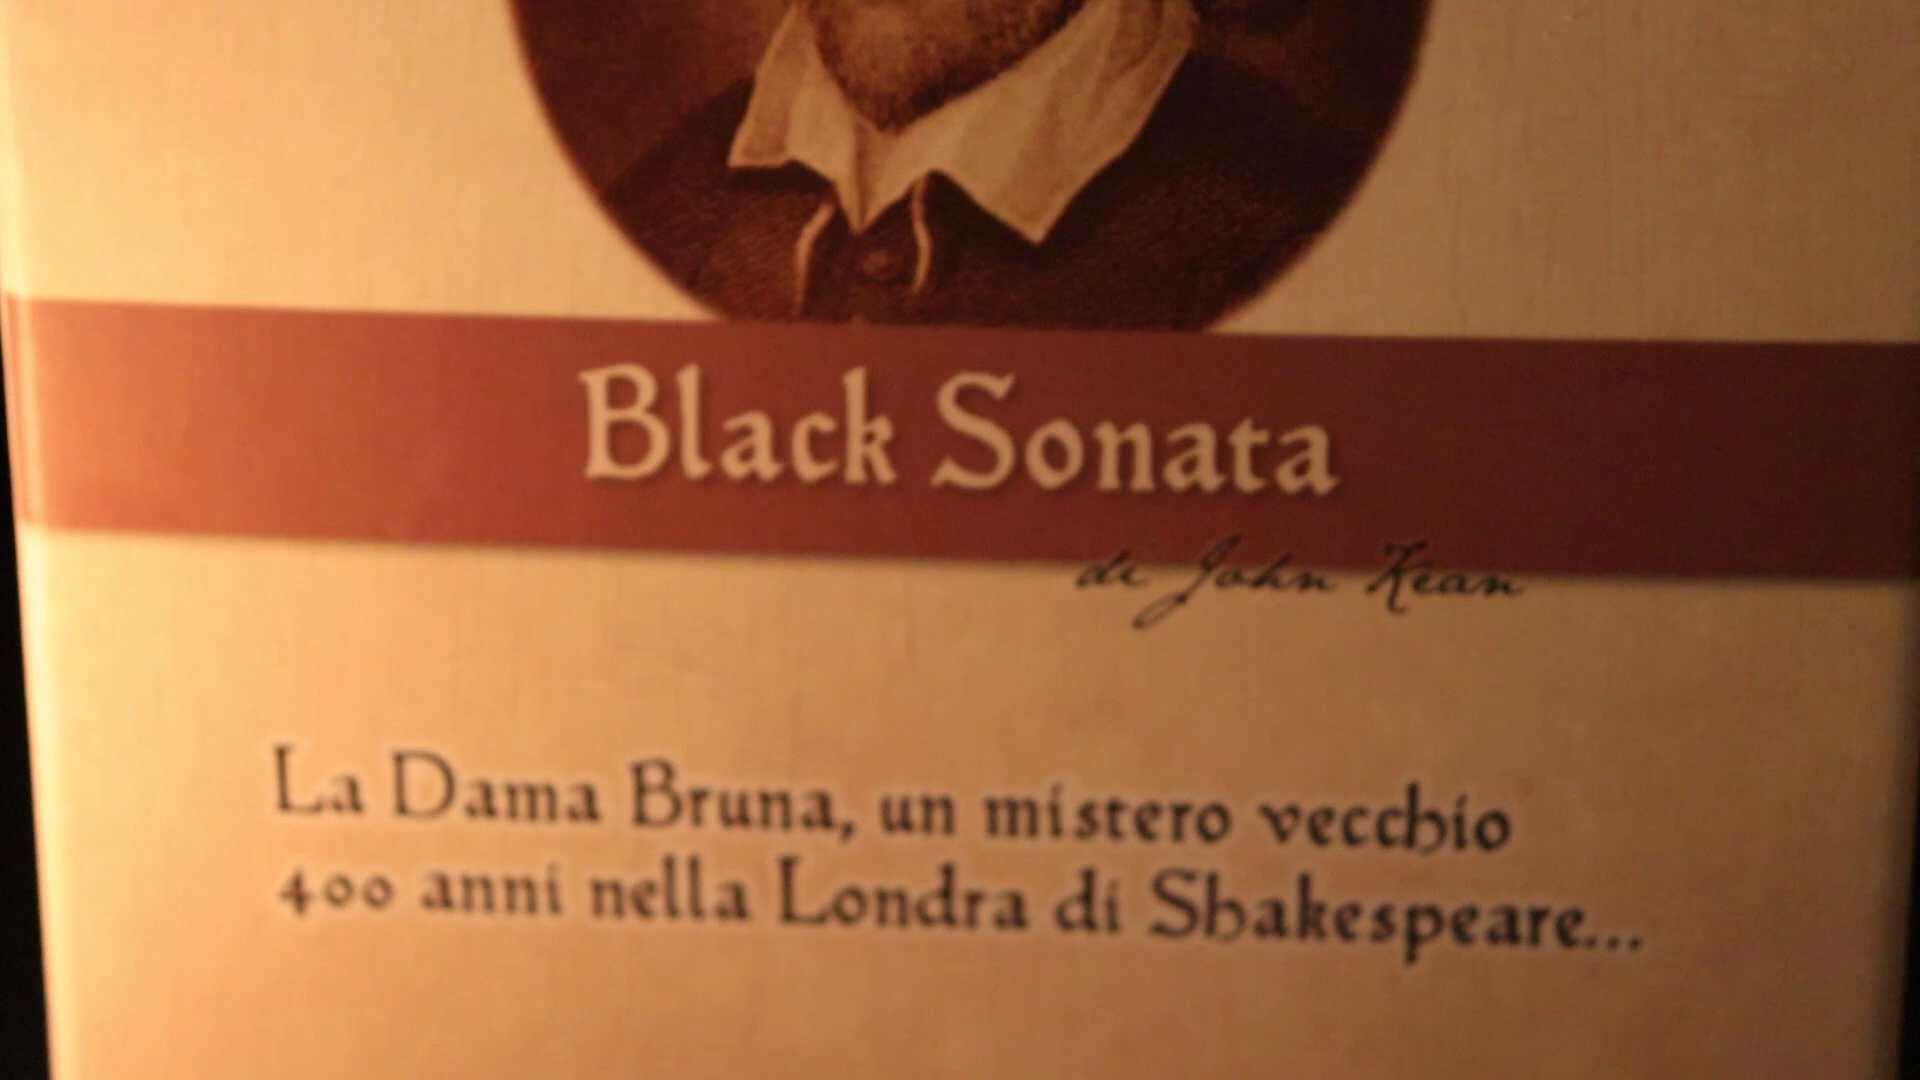 Black Sonata
di John Kean
La Dama Bruna, un mistero vecchio
400 anni nella Londra di Shakespeare...